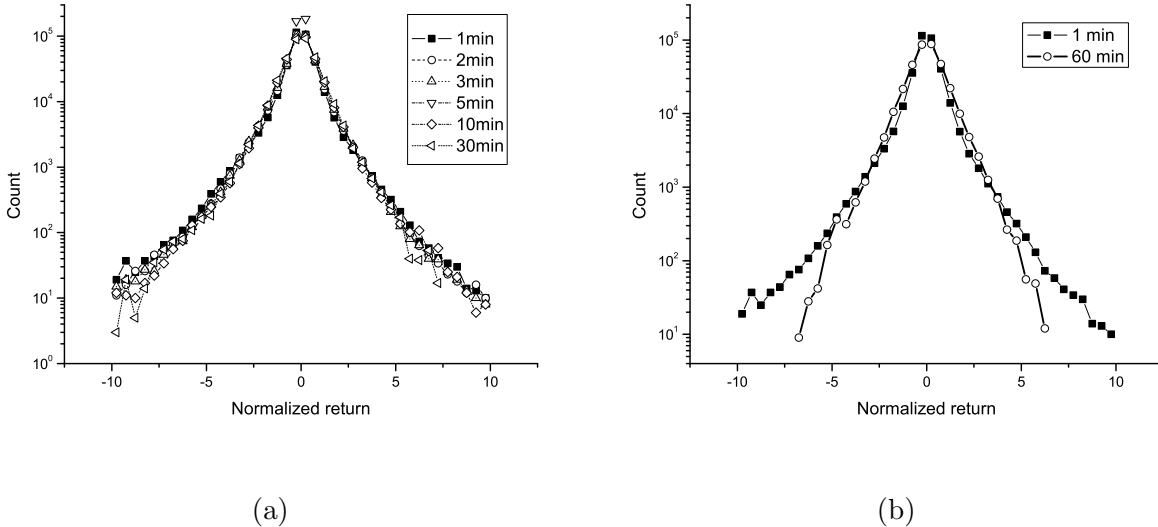 10^5
10^4
10^3
10^2
10^1
10^0
Count
-10
-5
0
5
10
Normalized return
1min
2min
3min
5min
10min
30min
(a)
10^5
10^4
10^3
10^2
10^1
Count
-10
-5
0
5
10
Normalized return
1 min
60 min
(b)